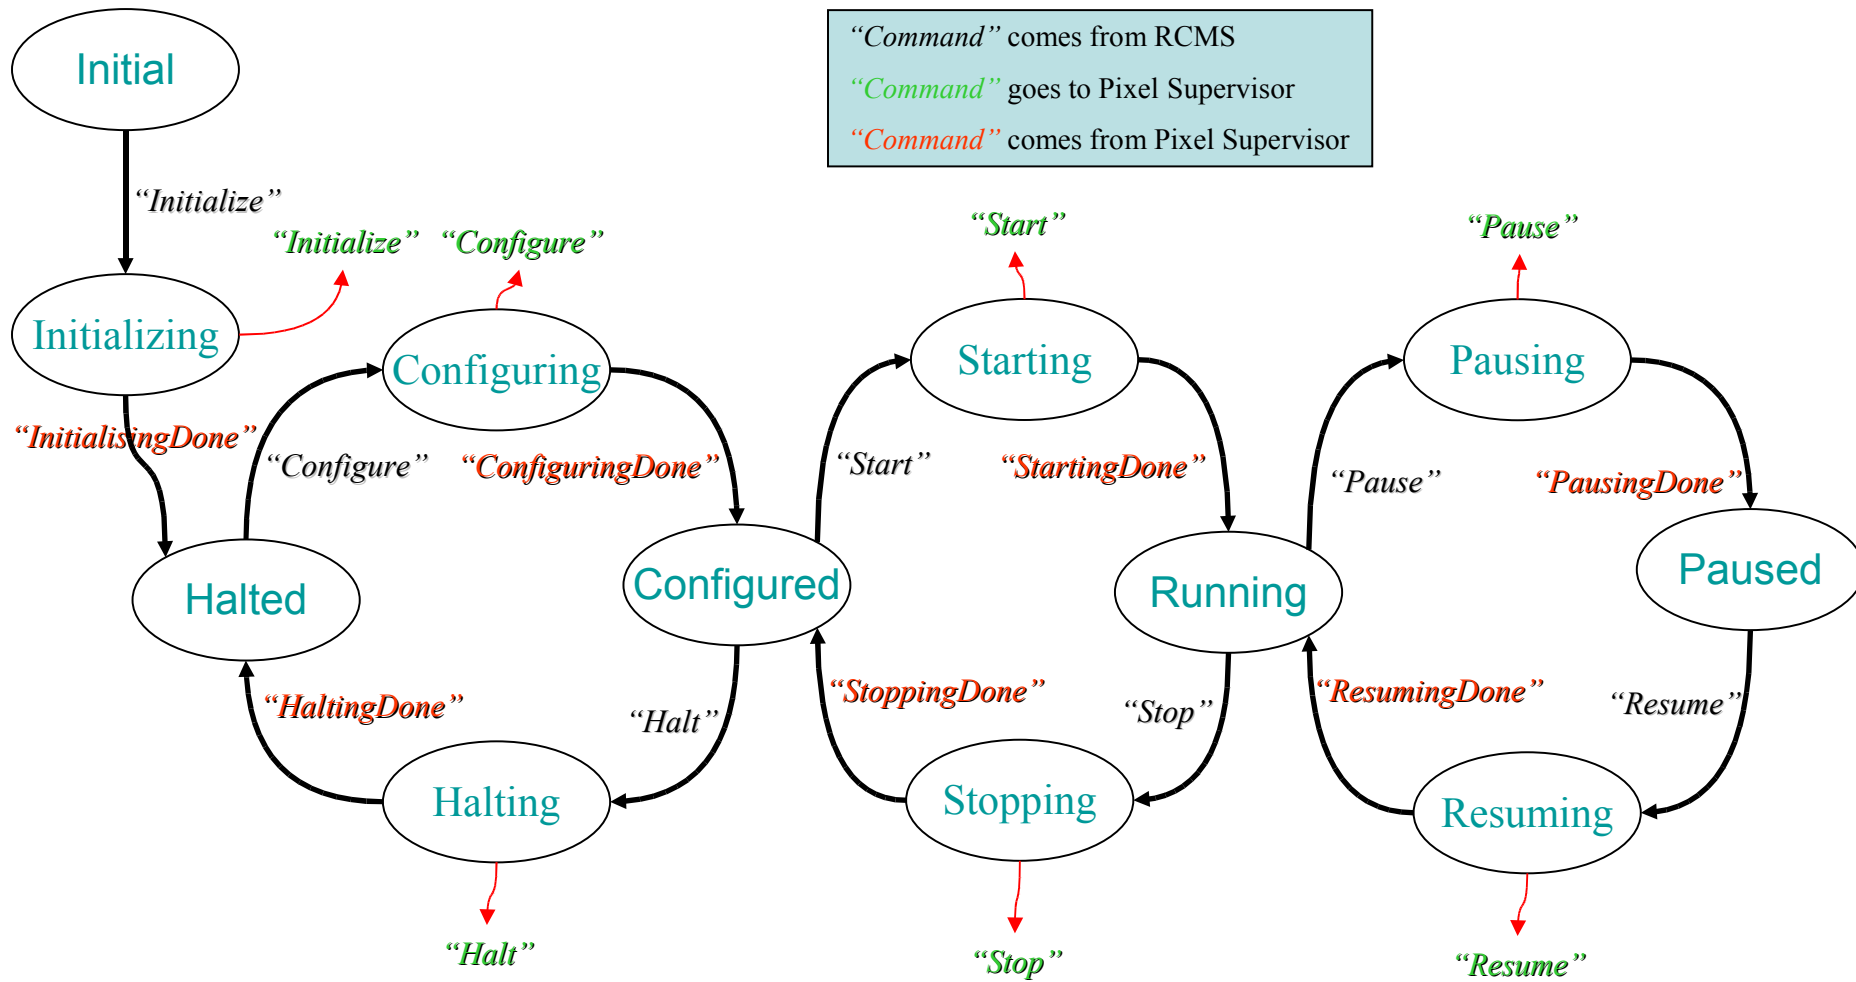 Initial
“Command” comes from RCMS
“Command” goes to Pixel Supervisor
“Command” comes from Pixel Supervisor
“Initialize”
“Initialize”
“Configure”
“Start”
“Pause”
Initializing
Configuring
Starting
Pausing
“InitialisingDone”
“Configure”
“ConfiguringDone”
“Start”
“StartingDone”
“Pause”
“PausingDone”
Halted
Configured
Running
Paused
“HaltingDone”
“Halt”
“StoppingDone”
“Stop”
“ResumingDone”
“Resume”
Halting
Stopping
Resuming
“Halt”
“Stop”
“Resume”